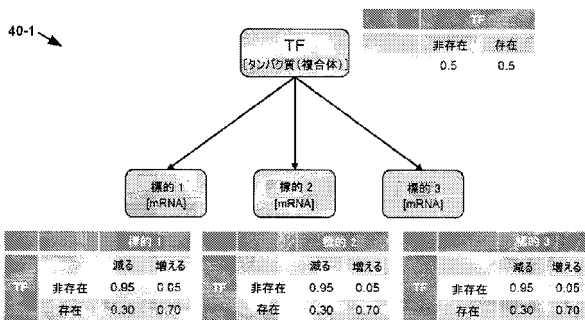 40-1
TF
[タンパク質(複合体)]
TF
非存在 存在
0.5 0.5
標的 1
[mRNA]
標的 2
[mRNA]
標的 3
[mRNA]
標的 1
減る 増える
TF 非存在 0.95 0.05
存在 0.30 0.70
標的 2
減る 増える
TF 非存在 0.95 0.05
存在 0.30 0.70
標的 3
減る 増える
TF 非存在 0.95 0.05
存在 0.30 0.70